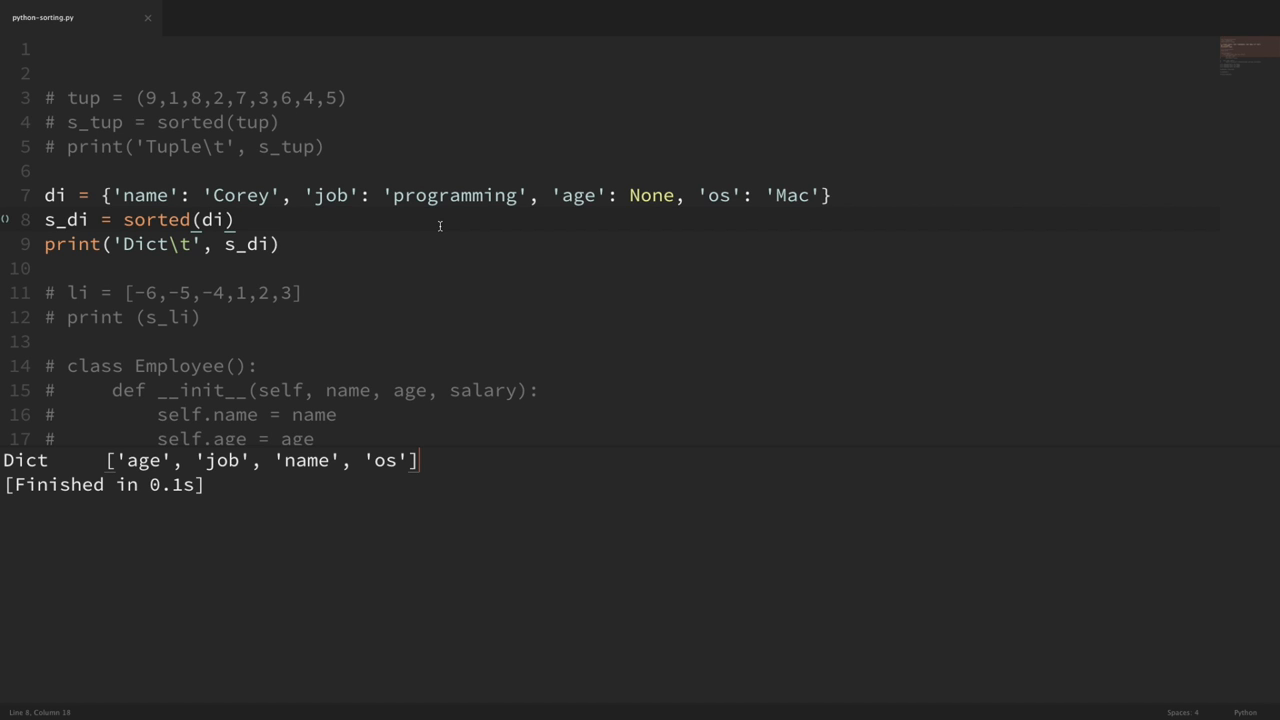 python-sorting.py ×
1
2
3 # tup = (9,1,8,2,7,3,6,4,5)
4 # s_tup = sorted(tup)
5 # print('Tuple\t', s_tup)
6
7 di = {'name': 'Corey', 'job': 'programming', 'age': None, 'os': 'Mac'}
8 s_di = sorted(di)
9 print('Dict\t', s_di)
10
11 # li = [-6,-5,-4,1,2,3]
12 # print (s_li)
13
14 # class Employee():
15 #     def __init__(self, name, age, salary):
16 #         self.name = name
17 #         self.age = age
Dict     ['age', 'job', 'name', 'os']
[Finished in 0.1s]
Line 8, Column 18 Spaces: 4 Python